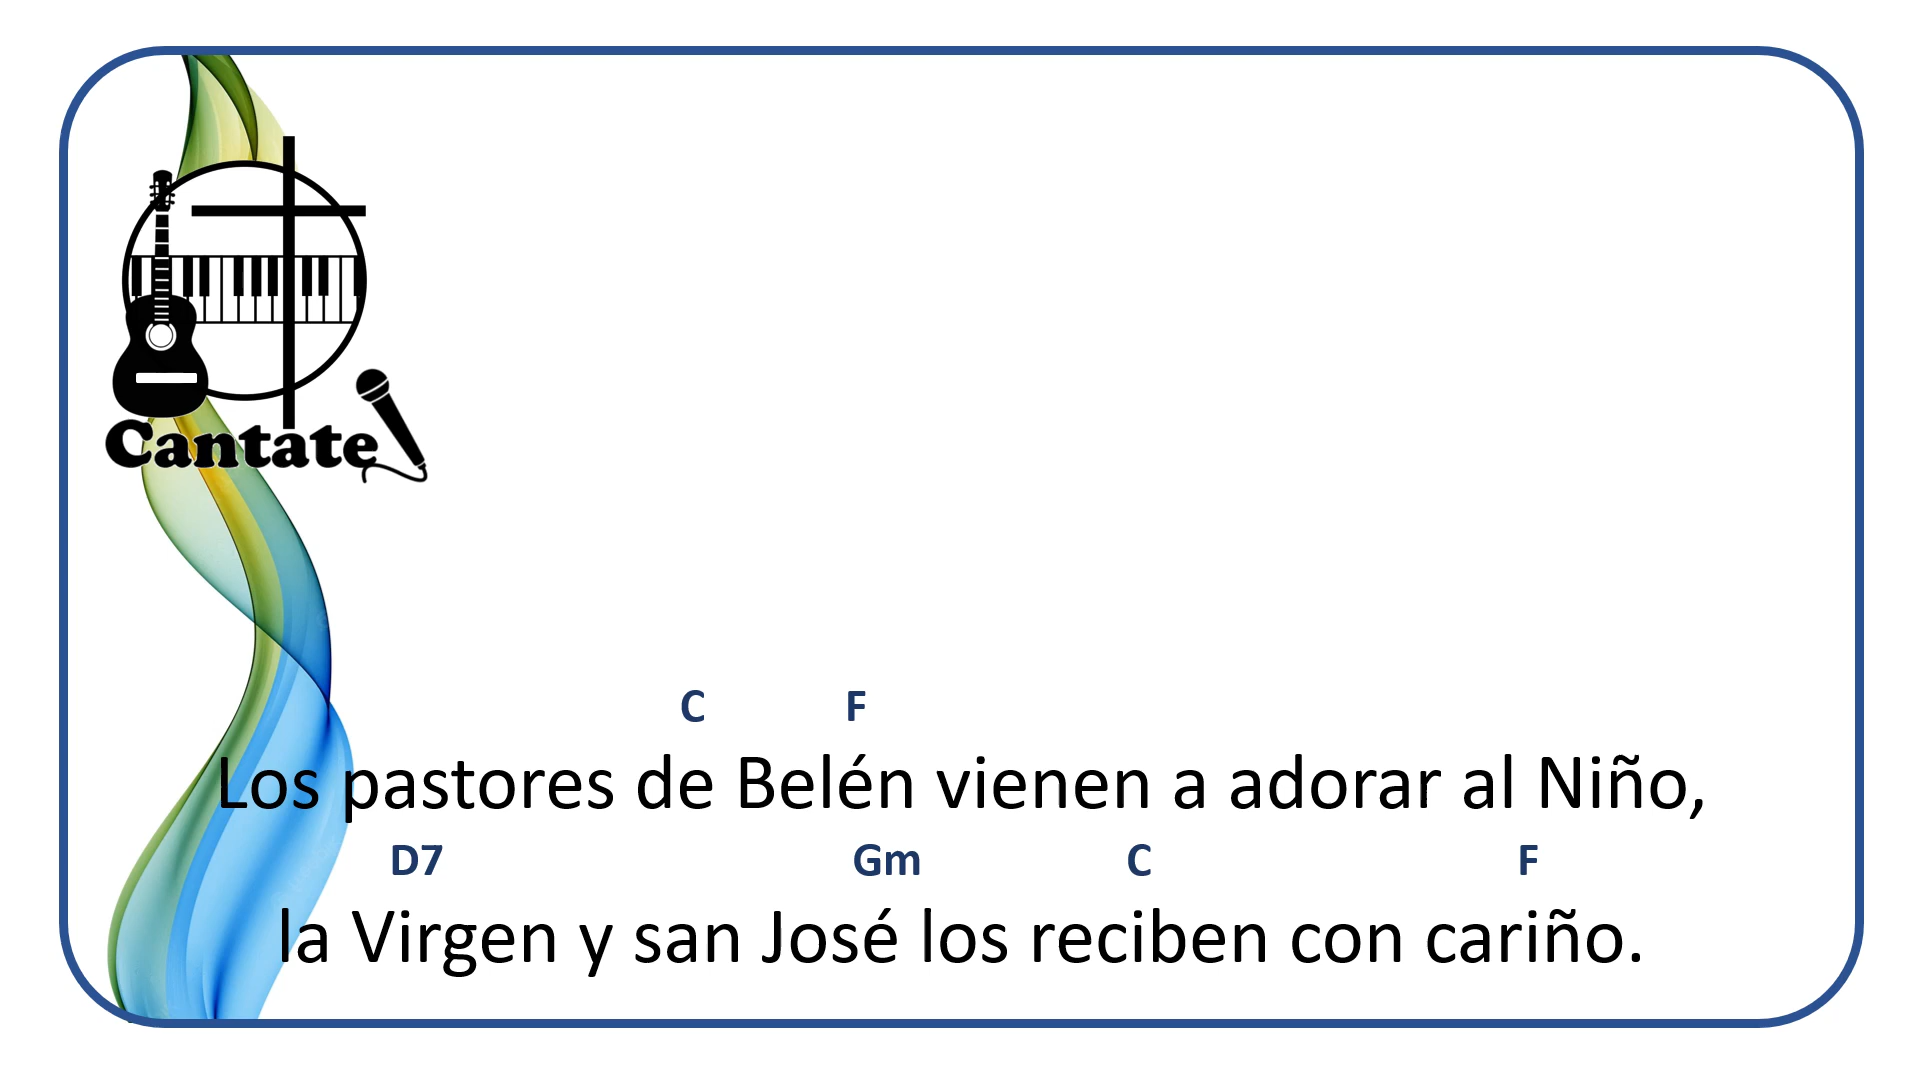 Cantate
C F
Los pastores de Belén vienen a adorar al Niño,
D7 Gm C F
la Virgen y san José los reciben con cariño.